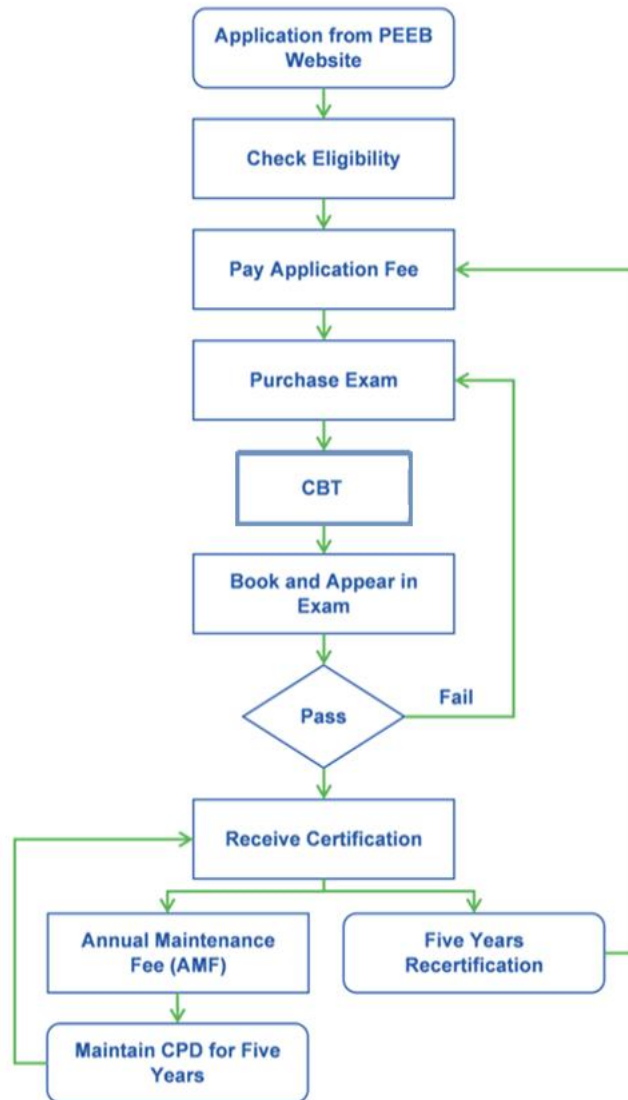 Application from PEEB
Website
Check Eligibility
Pay Application Fee
Purchase Exam
CBT
Book and Appear in
Exam
Pass
Fail
Receive Certification
Annual Maintenance
Fee (AMF)
Five Years
Recertification
Maintain CPD for Five
Years